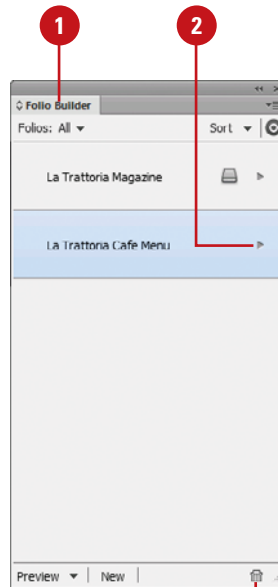 1 2
Folio Builder
Folios: All Sort
La Trattoria Magazine
La Trattoria Cafe Menu
Preview New